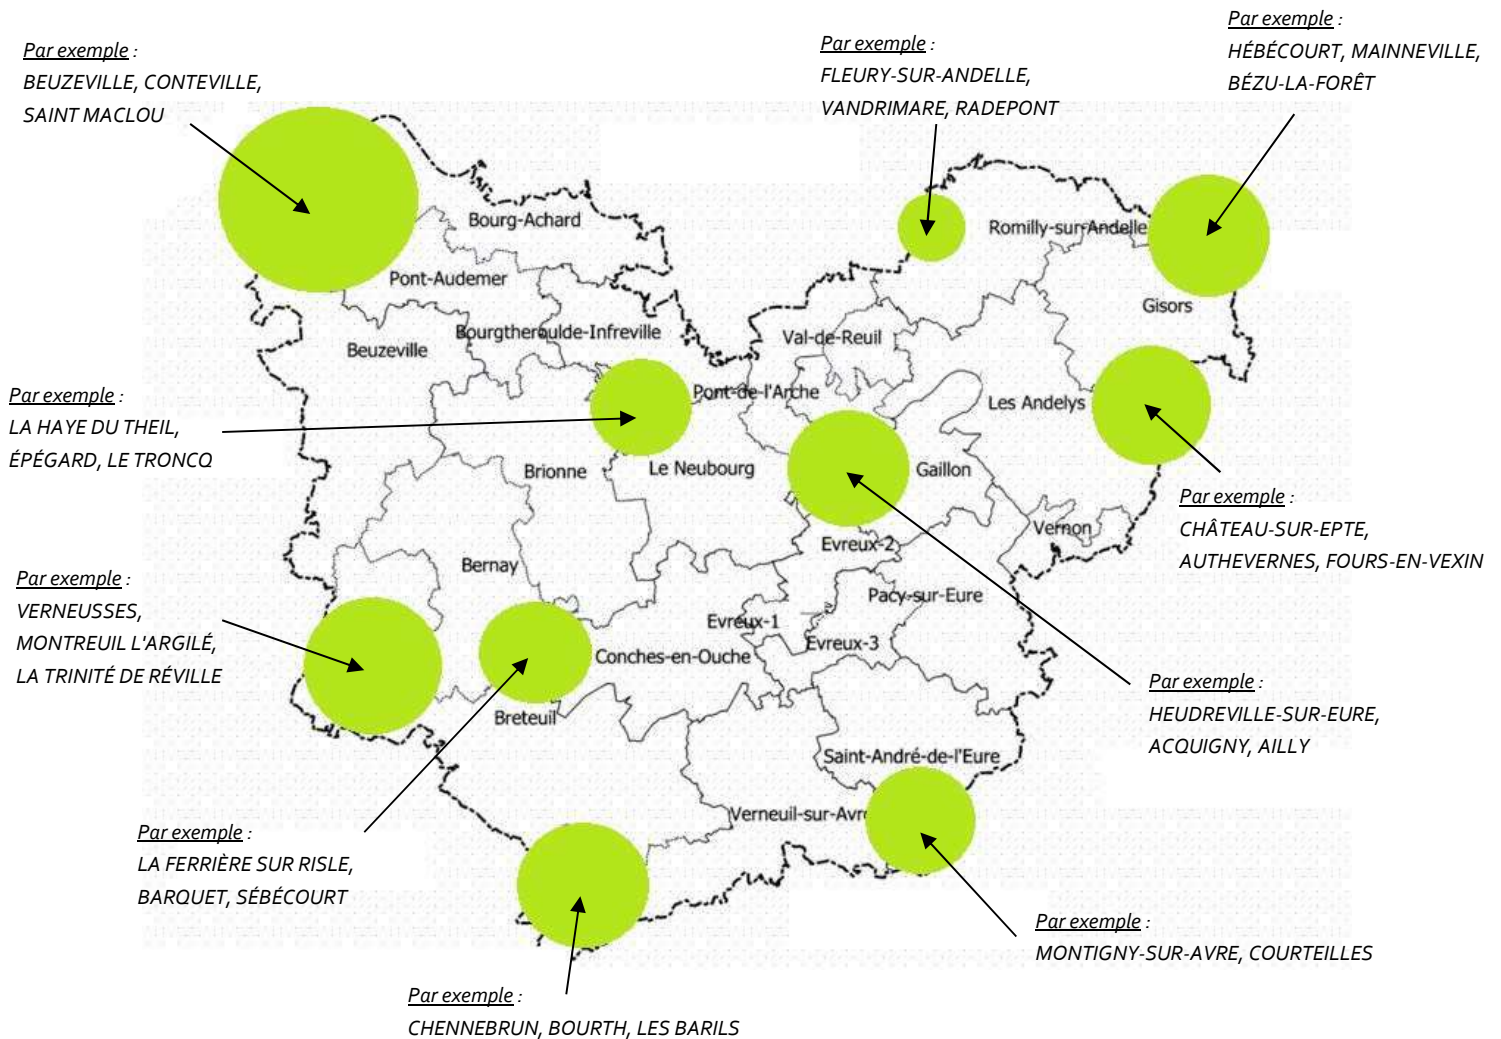 Par exemple :
HÉBÉCOURT, MAINNEVILLE,
BÉZU-LA-FORÊT
Par exemple :
FLEURY-SUR-ANDELLE,
VANDRIMARE, RADEPONT
Par exemple :
BEUZEVILLE, CONTEVILLE,
SAINT MACLOU
Bourg-Achard
Romilly-sur-Andelle
Pont-Audemer
Gisors
Bourgtheroulde-Infreville
Val-de-Reuil
Beuzeville
Pont-de-l'Arche
Les Andelys
Par exemple :
LA HAYE DU THEIL,
ÉPÉGARD, LE TRONCQ
Brionne
Le Neubourg
Gaillon
Par exemple :
CHÂTEAU-SUR-EPTE,
AUTHEVERNES, FOURS-EN-VEXIN
Vernon
Evreux-2
Bernay
Par exemple :
VERNEUSSES,
MONTREUIL L'ARGILÉ,
LA TRINITÉ DE RÉVILLE
Pacy-sur-Eure
Evreux-1
Evreux-3
Conches-en-Ouche
Par exemple :
HEUDREVILLE-SUR-EURE,
ACQUIGNY, AILLY
Breteuil
Saint-André-de-l'Eure
Verneuil-sur-Avr
Par exemple :
LA FERRIÈRE SUR RISLE,
BARQUET, SÉBÉCOURT
Par exemple :
MONTIGNY-SUR-AVRE, COURTEILLES
Par exemple :
CHENNEBRUN, BOURTH, LES BARILS